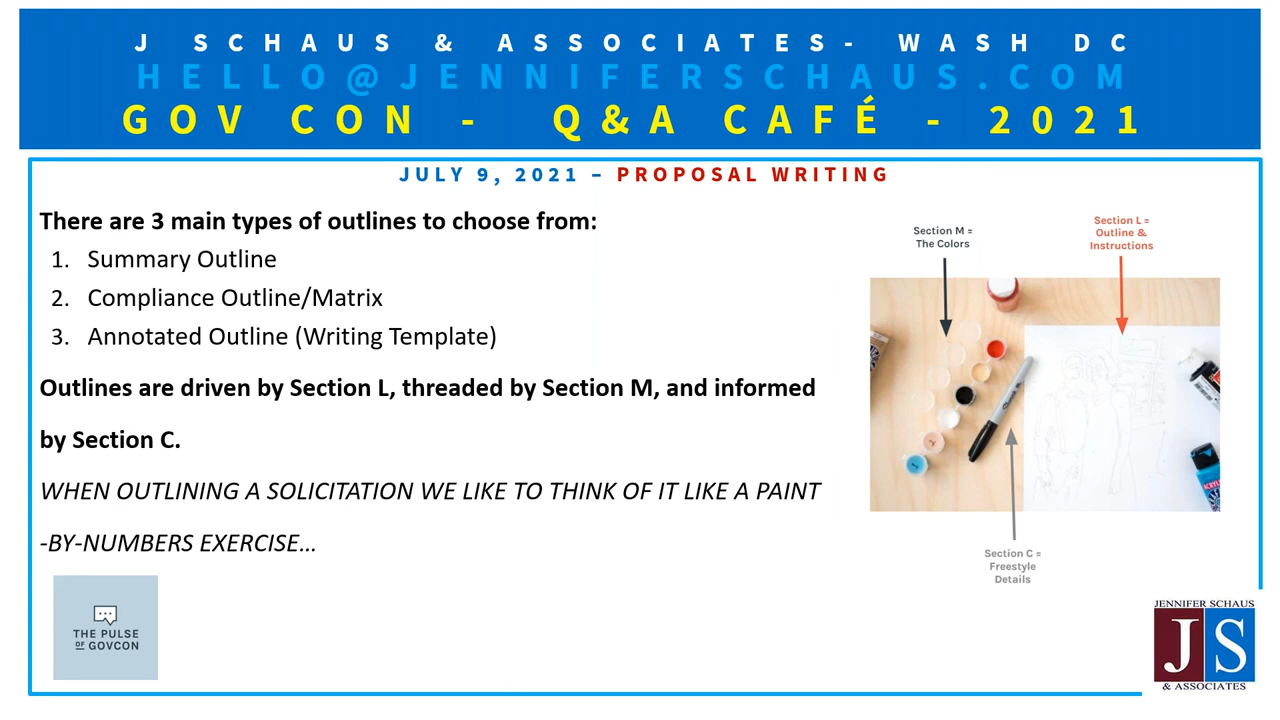 J SCHAUS & ASSOCIATES- WASH DC
HELLO@JENNIFERSCHAUS.COM
GOV CON - Q&A CAFÉ - 2021
JULY 9, 2021 – PROPOSAL WRITING
There are 3 main types of outlines to choose from:
1. Summary Outline
2. Compliance Outline/Matrix
3. Annotated Outline (Writing Template)
Outlines are driven by Section L, threaded by Section M, and informed
by Section C.
WHEN OUTLINING A SOLICITATION WE LIKE TO THINK OF IT LIKE A PAINT
-BY-NUMBERS EXERCISE...
Section M =
The Colors
Section L =
Outline &
Instructions
Section C =
Freestyle
Details
THE PULSE
OF GOVCON
JENNIFER SCHAUS
JS
& ASSOCIATES